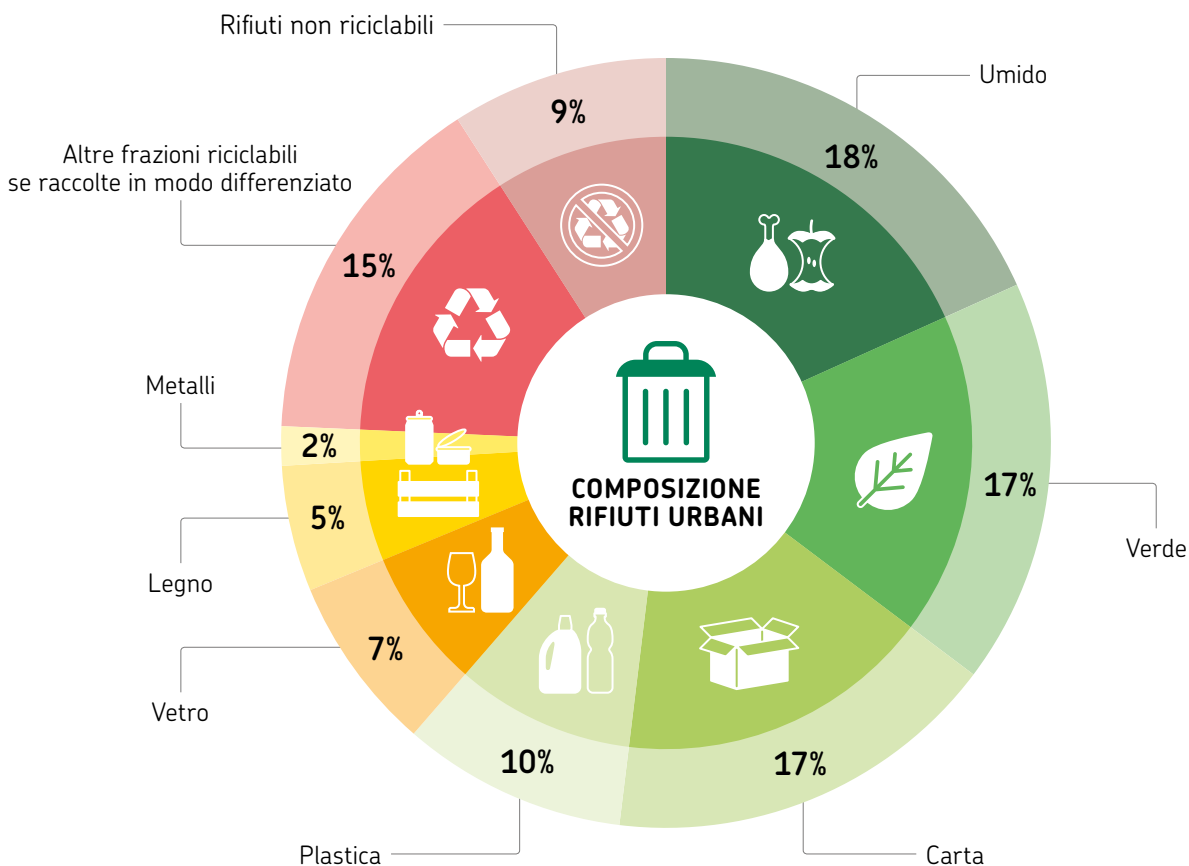 Rifiuti non riciclabili
9%
Umido
18%
Altre frazioni riciclabili
se raccolte in modo differenziato
15%
Metalli
2%
COMPOSIZIONE
RIFIUTI URBANI
17%
Verde
5%
Legno
7%
Vetro
10%
Plastica
17%
Carta